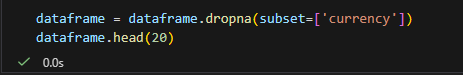 dataframe = dataframe.dropna(subset=['currency'])
dataframe.head(20)
0.0s